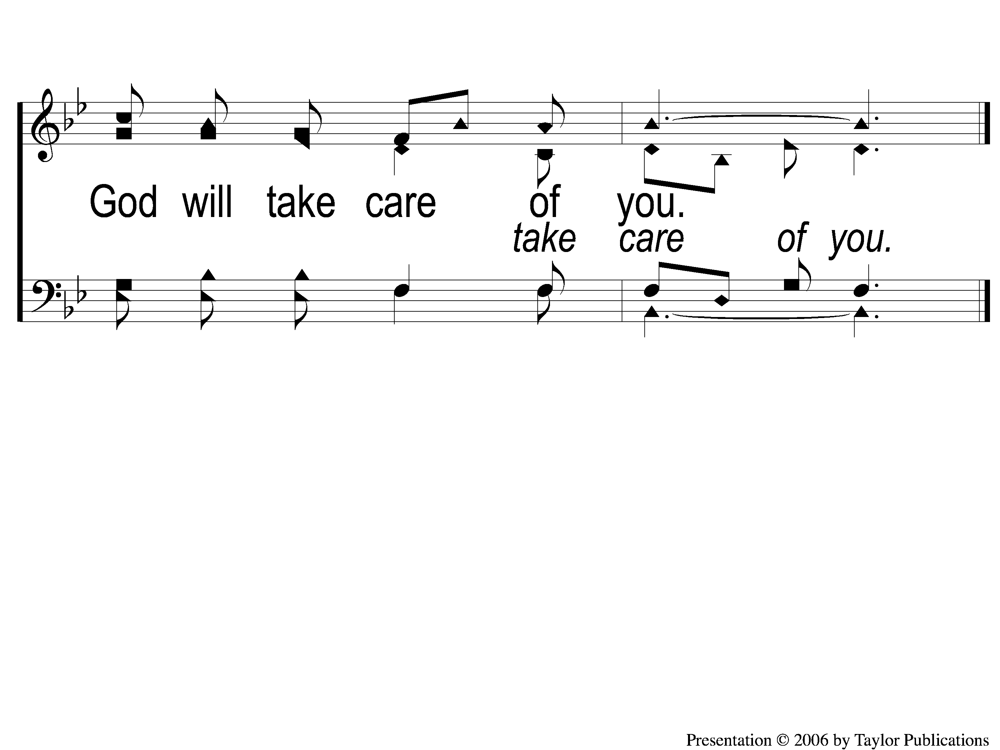 God will take care of you.
take care of you.
Presentation © 2006 by Taylor Publications